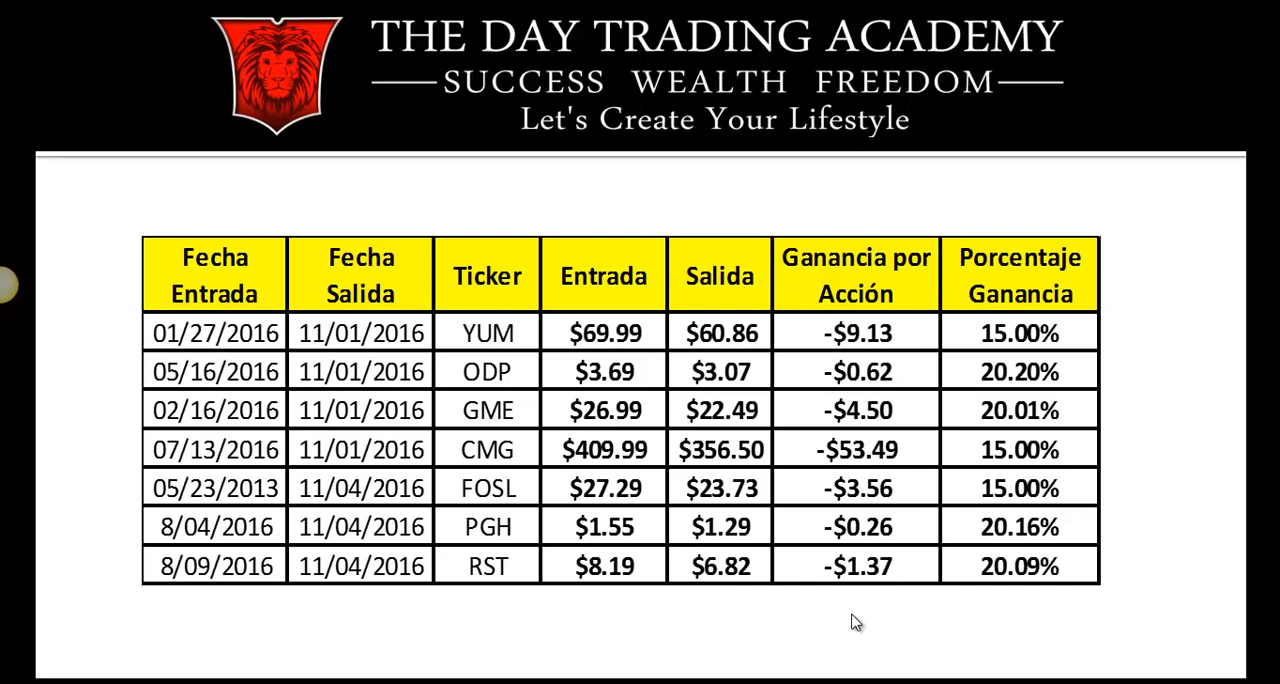 THE DAY TRADING ACADEMY
SUCCESS WEALTH FREEDOM
Let's Create Your Lifestyle
Fecha Entrada Fecha Salida Ticker Entrada Salida Ganancia por Acción Porcentaje Ganancia
01/27/2016 11/01/2016 YUM $69.99 $60.86 -$9.13 15.00%
05/16/2016 11/01/2016 ODP $3.69 $3.07 -$0.62 20.20%
02/16/2016 11/01/2016 GME $26.99 $22.49 -$4.50 20.01%
07/13/2016 11/01/2016 CMG $409.99 $356.50 -$53.49 15.00%
05/23/2013 11/04/2016 FOSL $27.29 $23.73 -$3.56 15.00%
8/04/2016 11/04/2016 PGH $1.55 $1.29 -$0.26 20.16%
8/09/2016 11/04/2016 RST $8.19 $6.82 -$1.37 20.09%